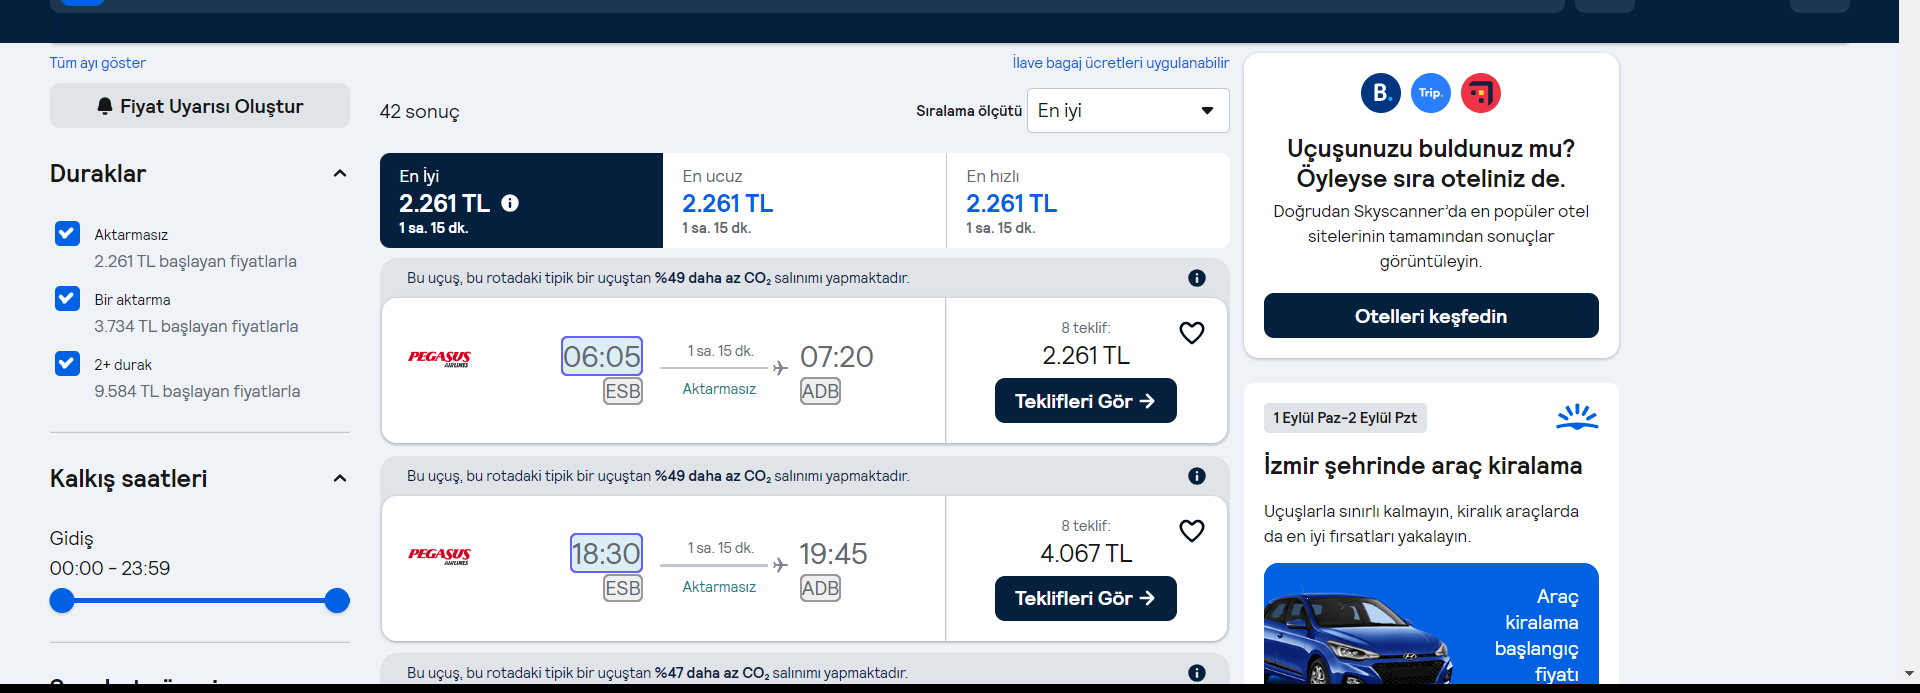 Tüm ayı göster
Fiyat Uyarısı Oluştur
Duraklar
Aktarmasız
2.261 TL başlayan fiyatlarla
Bir aktarma
3.734 TL başlayan fiyatlarla
2+ durak
9.584 TL başlayan fiyatlarla
Kalkış saatleri
Gidiş
00:00 - 23:59
İlave bagaj ücretleri uygulanabilir
42 sonuç
Sıralama ölçütü
En iyi
En İyi
2.261 TL
1 sa. 15 dk.
En ucuz
2.261 TL
1 sa. 15 dk.
En hızlı
2.261 TL
1 sa. 15 dk.
Bu uçuş, bu rotadaki tipik bir uçuştan %49 daha az CO₂ salınımı yapmaktadır.
PEGASUS
AIRLINES
06:05
ESB
1 sa. 15 dk.
Aktarmasız
07:20
ADB
8 teklif:
2.261 TL
Teklifleri Gör
Bu uçuş, bu rotadaki tipik bir uçuştan %49 daha az CO₂ salınımı yapmaktadır.
PEGASUS
AIRLINES
18:30
ESB
1 sa. 15 dk.
Aktarmasız
19:45
ADB
8 teklif:
4.067 TL
Teklifleri Gör
Bu uçuş, bu rotadaki tipik bir uçuştan %47 daha az CO₂ salınımı yapmaktadır.
B.
Trip.
Uçuşunuzu buldunuz mu?
Öyleyse sıra oteliniz de.
Doğrudan Skyscanner’da en popüler otel
sitelerinin tamamından sonuçlar
görüntüleyin.
Otelleri keşfedin
1 Eylül Paz-2 Eylül Pzt
İzmir şehrinde araç kiralama
Uçuşlarla sınırlı kalmayın, kiralık araçlarda
da en iyi fırsatları yakalayın.
Araç
kiralama
başlangıç
fiyatı